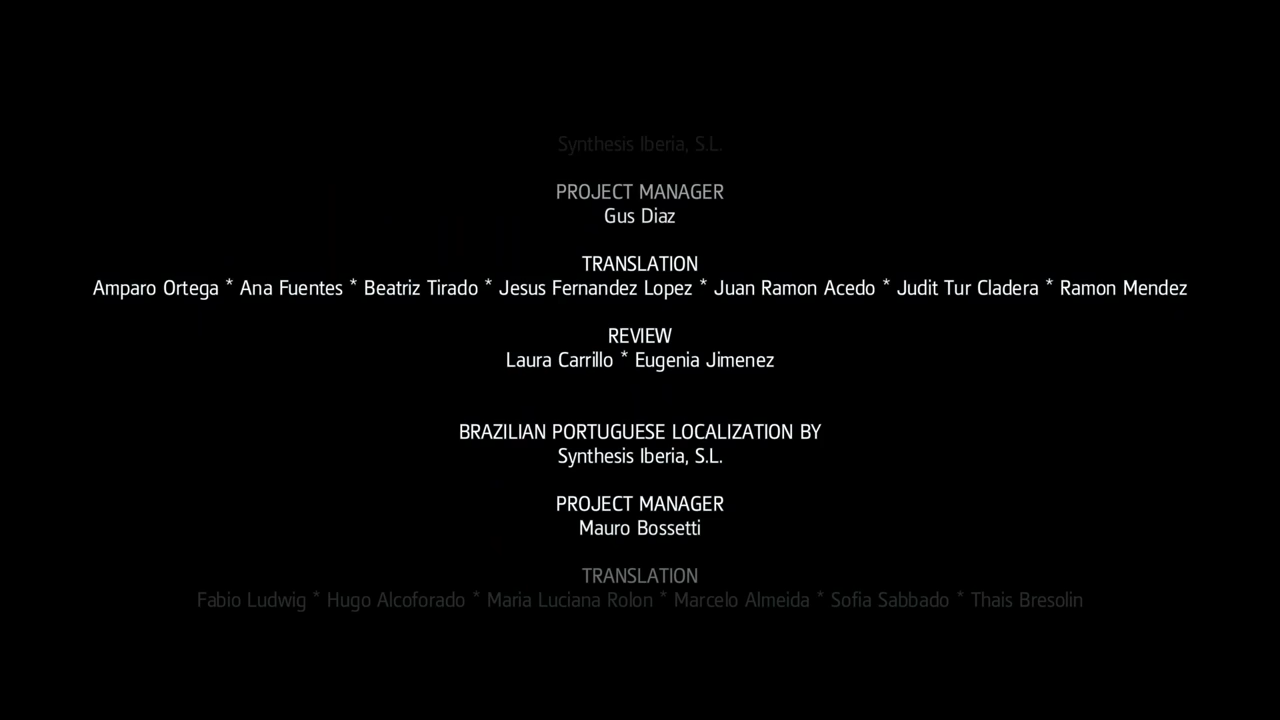 Synthesis Iberia, S.L.
PROJECT MANAGER
Gus Diaz
TRANSLATION
Amparo Ortega * Ana Fuentes * Beatriz Tirado * Jesus Fernandez Lopez * Juan Ramon Acedo * Judit Tur Cladera * Ramon Mendez
REVIEW
Laura Carrillo * Eugenia Jimenez
BRAZILIAN PORTUGUESE LOCALIZATION BY
Synthesis Iberia, S.L.
PROJECT MANAGER
Mauro Bossetti
TRANSLATION
Fabio Ludwig * Hugo Alcoforado * Maria Luciana Rolon * Marcelo Almeida * Sofia Sabbado * Thais Bresolin